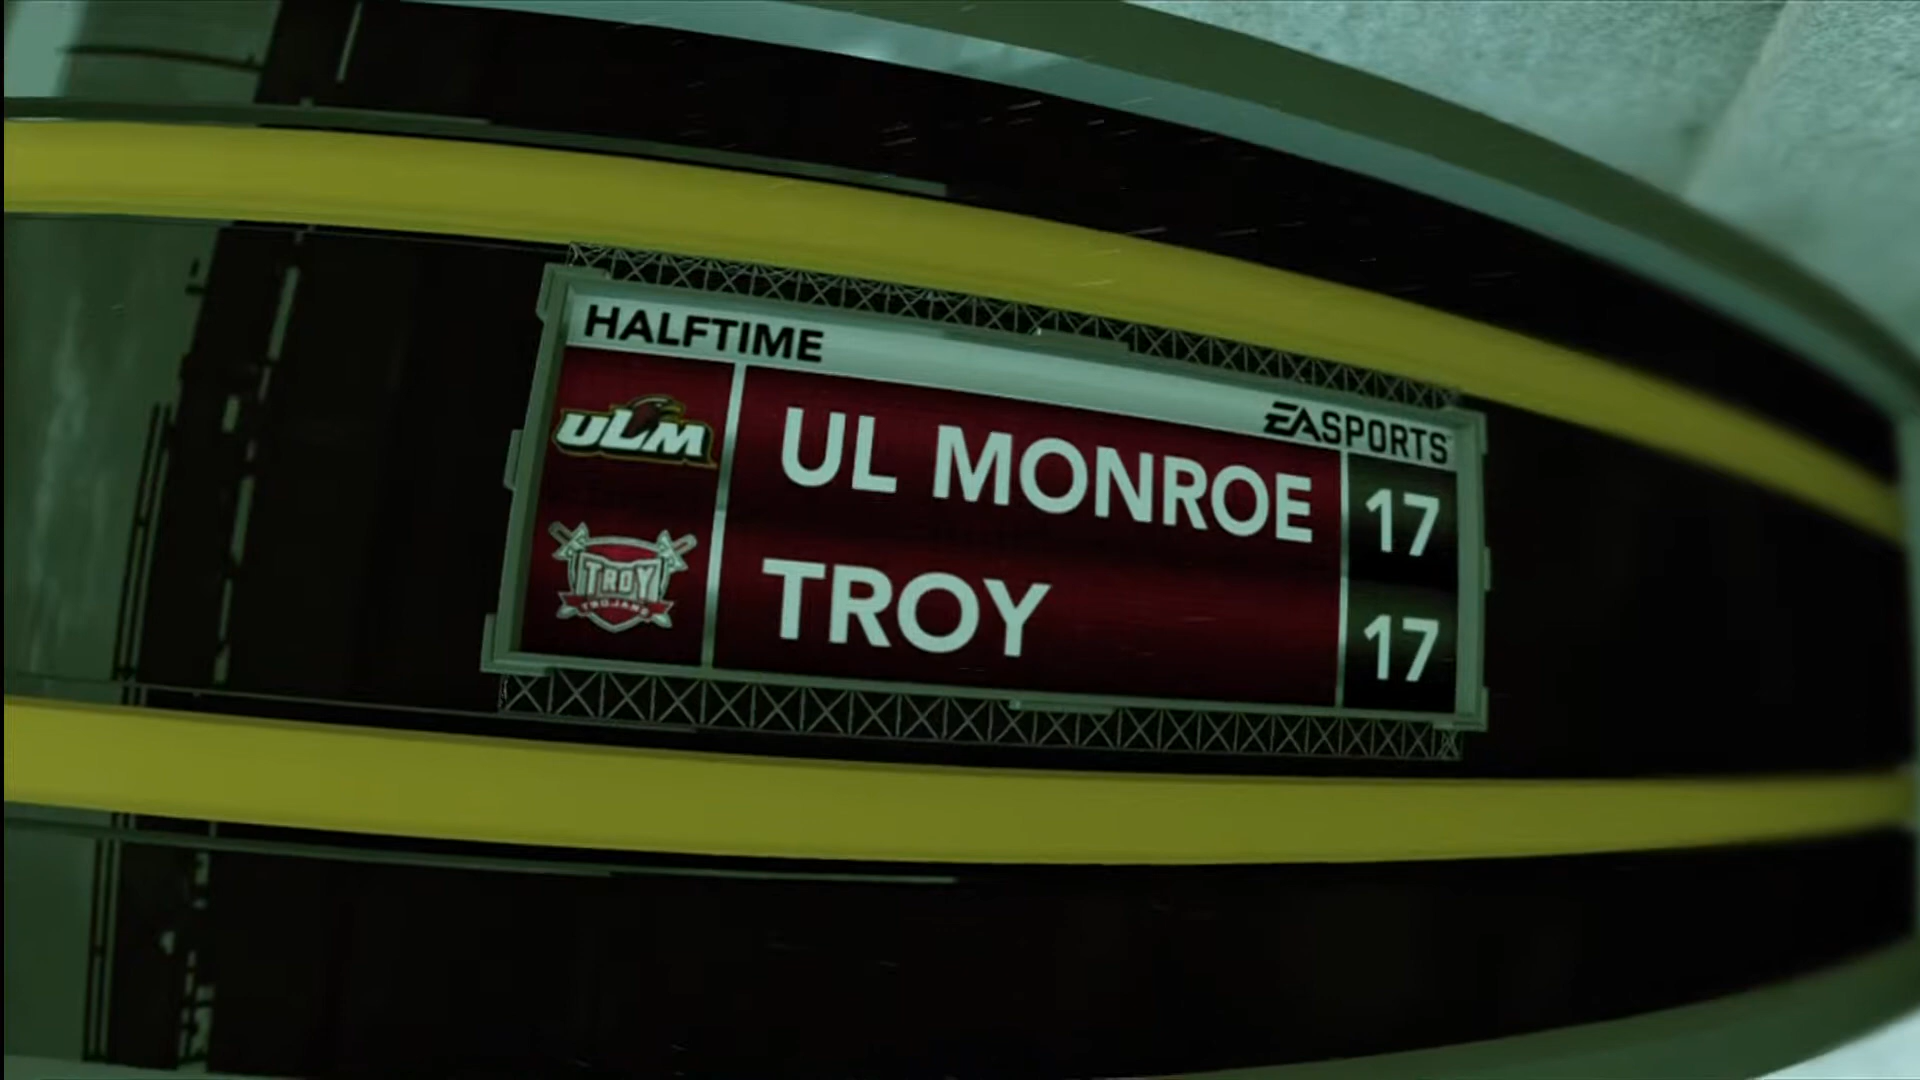 HALFTIME
EA SPORTS
ULM
UL MONROE
17
TROY
TROJANS
TROY
17